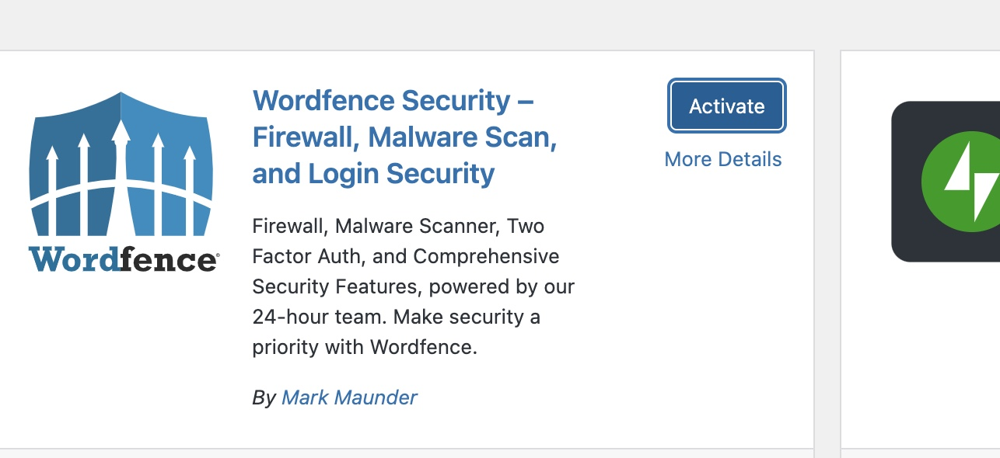 Wordfence Security –
Firewall, Malware Scan,
and Login Security
Activate
More Details
Firewall, Malware Scanner, Two
Factor Auth, and Comprehensive
Security Features, powered by our
24-hour team. Make security a
priority with Wordfence.
By Mark Maunder
Wordfence®